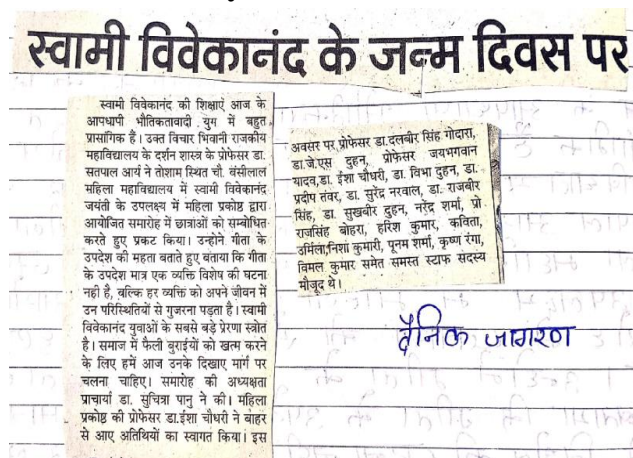 स्वामी विवेकानंद के जन्म दिवस पर
स्वामी विवेकानंद की शिक्षाएं आज के
आपधापी भौतिकतावादी युग में बहुत
प्रासांगिक है। उक्त विचार भिवानी राजकीय
महाविद्यालय के दर्शन शास्त्र के प्रोफेसर डा.
सतपाल आर्य ने तोशाम स्थित चौ. बंसीलाल
महिला महाविद्यालय में स्वामी विवेकानंद
जयंती के उपलक्ष्य में महिला प्रकोष्ठ द्वारा
आयोजित समारोह में छात्राओं को सम्बोधित
करते हुए प्रकट किया। उन्होने गीता के
उपदेश की महता बताते हुए बताया कि गीता
के उपदेश मात्र एक व्यक्ति विशेष की घटना
नही है, बल्कि हर व्यक्ति को अपने जीवन में
उन परिस्थितियों से गुजरना पड़ता है। स्वामी
विवेकानंद युवाओं के सबसे बड़े प्रेरणा स्त्रोत
है। समाज में फैली बुराईयों को खत्म करने
के लिए हमें आज उनके दिखाए मार्ग पर
चलना चाहिए। समारोह की अध्यक्षता
प्राचार्या डा. सुचित्रा पानु ने की। महिला
प्रकोष्ठ की प्रोफेसर डा.ईशा चौधरी ने बाहर
से आए अतिथियों का स्वागत किया। इस
अवसर पर प्रोफेसर डा.दलबीर सिंह गोदारा,
डा.जे.एस दुहन, प्रोफेसर जयभगवान
यादव,डा. ईशा चौधरी, डा. विभा दुहन, डा.
प्रदीप तंवर, डा. सुरेंद्र नरवाल, डा. राजबीर
सिंह, डा. सुखबीर दुहन, नरेंद्र शर्मा, प्रो
राजसिंह बोहरा, हरिश कुमार, कविता,
उर्मिला,निशा कुमारी, पूनम शर्मा, कृष्ण रंगा,
विमल कुमार समेत समस्त स्टाफ सदस्य
मौजूद थे।
दैनिक जागरण